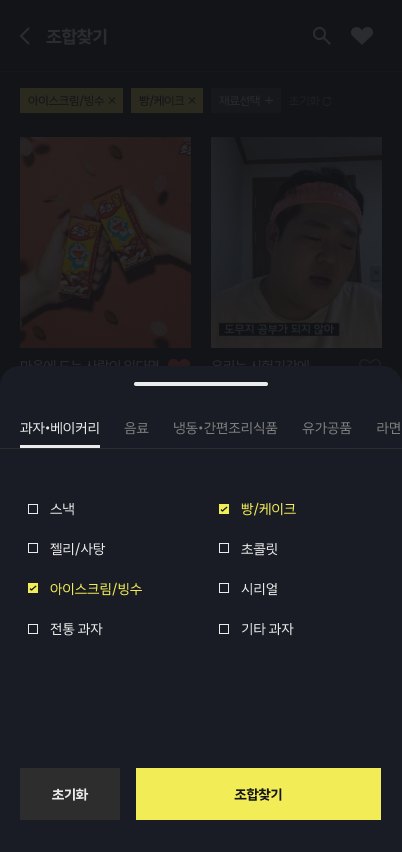 조합찾기
아이스크림/빙수 × 빵/케이크 × 재료선택 + 초기화
도무지 공부가 되지 않아
과자•베이커리 음료 냉동•간편조리식품 유가공품 라면
스낵 빵/케이크
젤리/사탕 초콜릿
아이스크림/빙수 시리얼
전통 과자 기타 과자
초기화 조합찾기